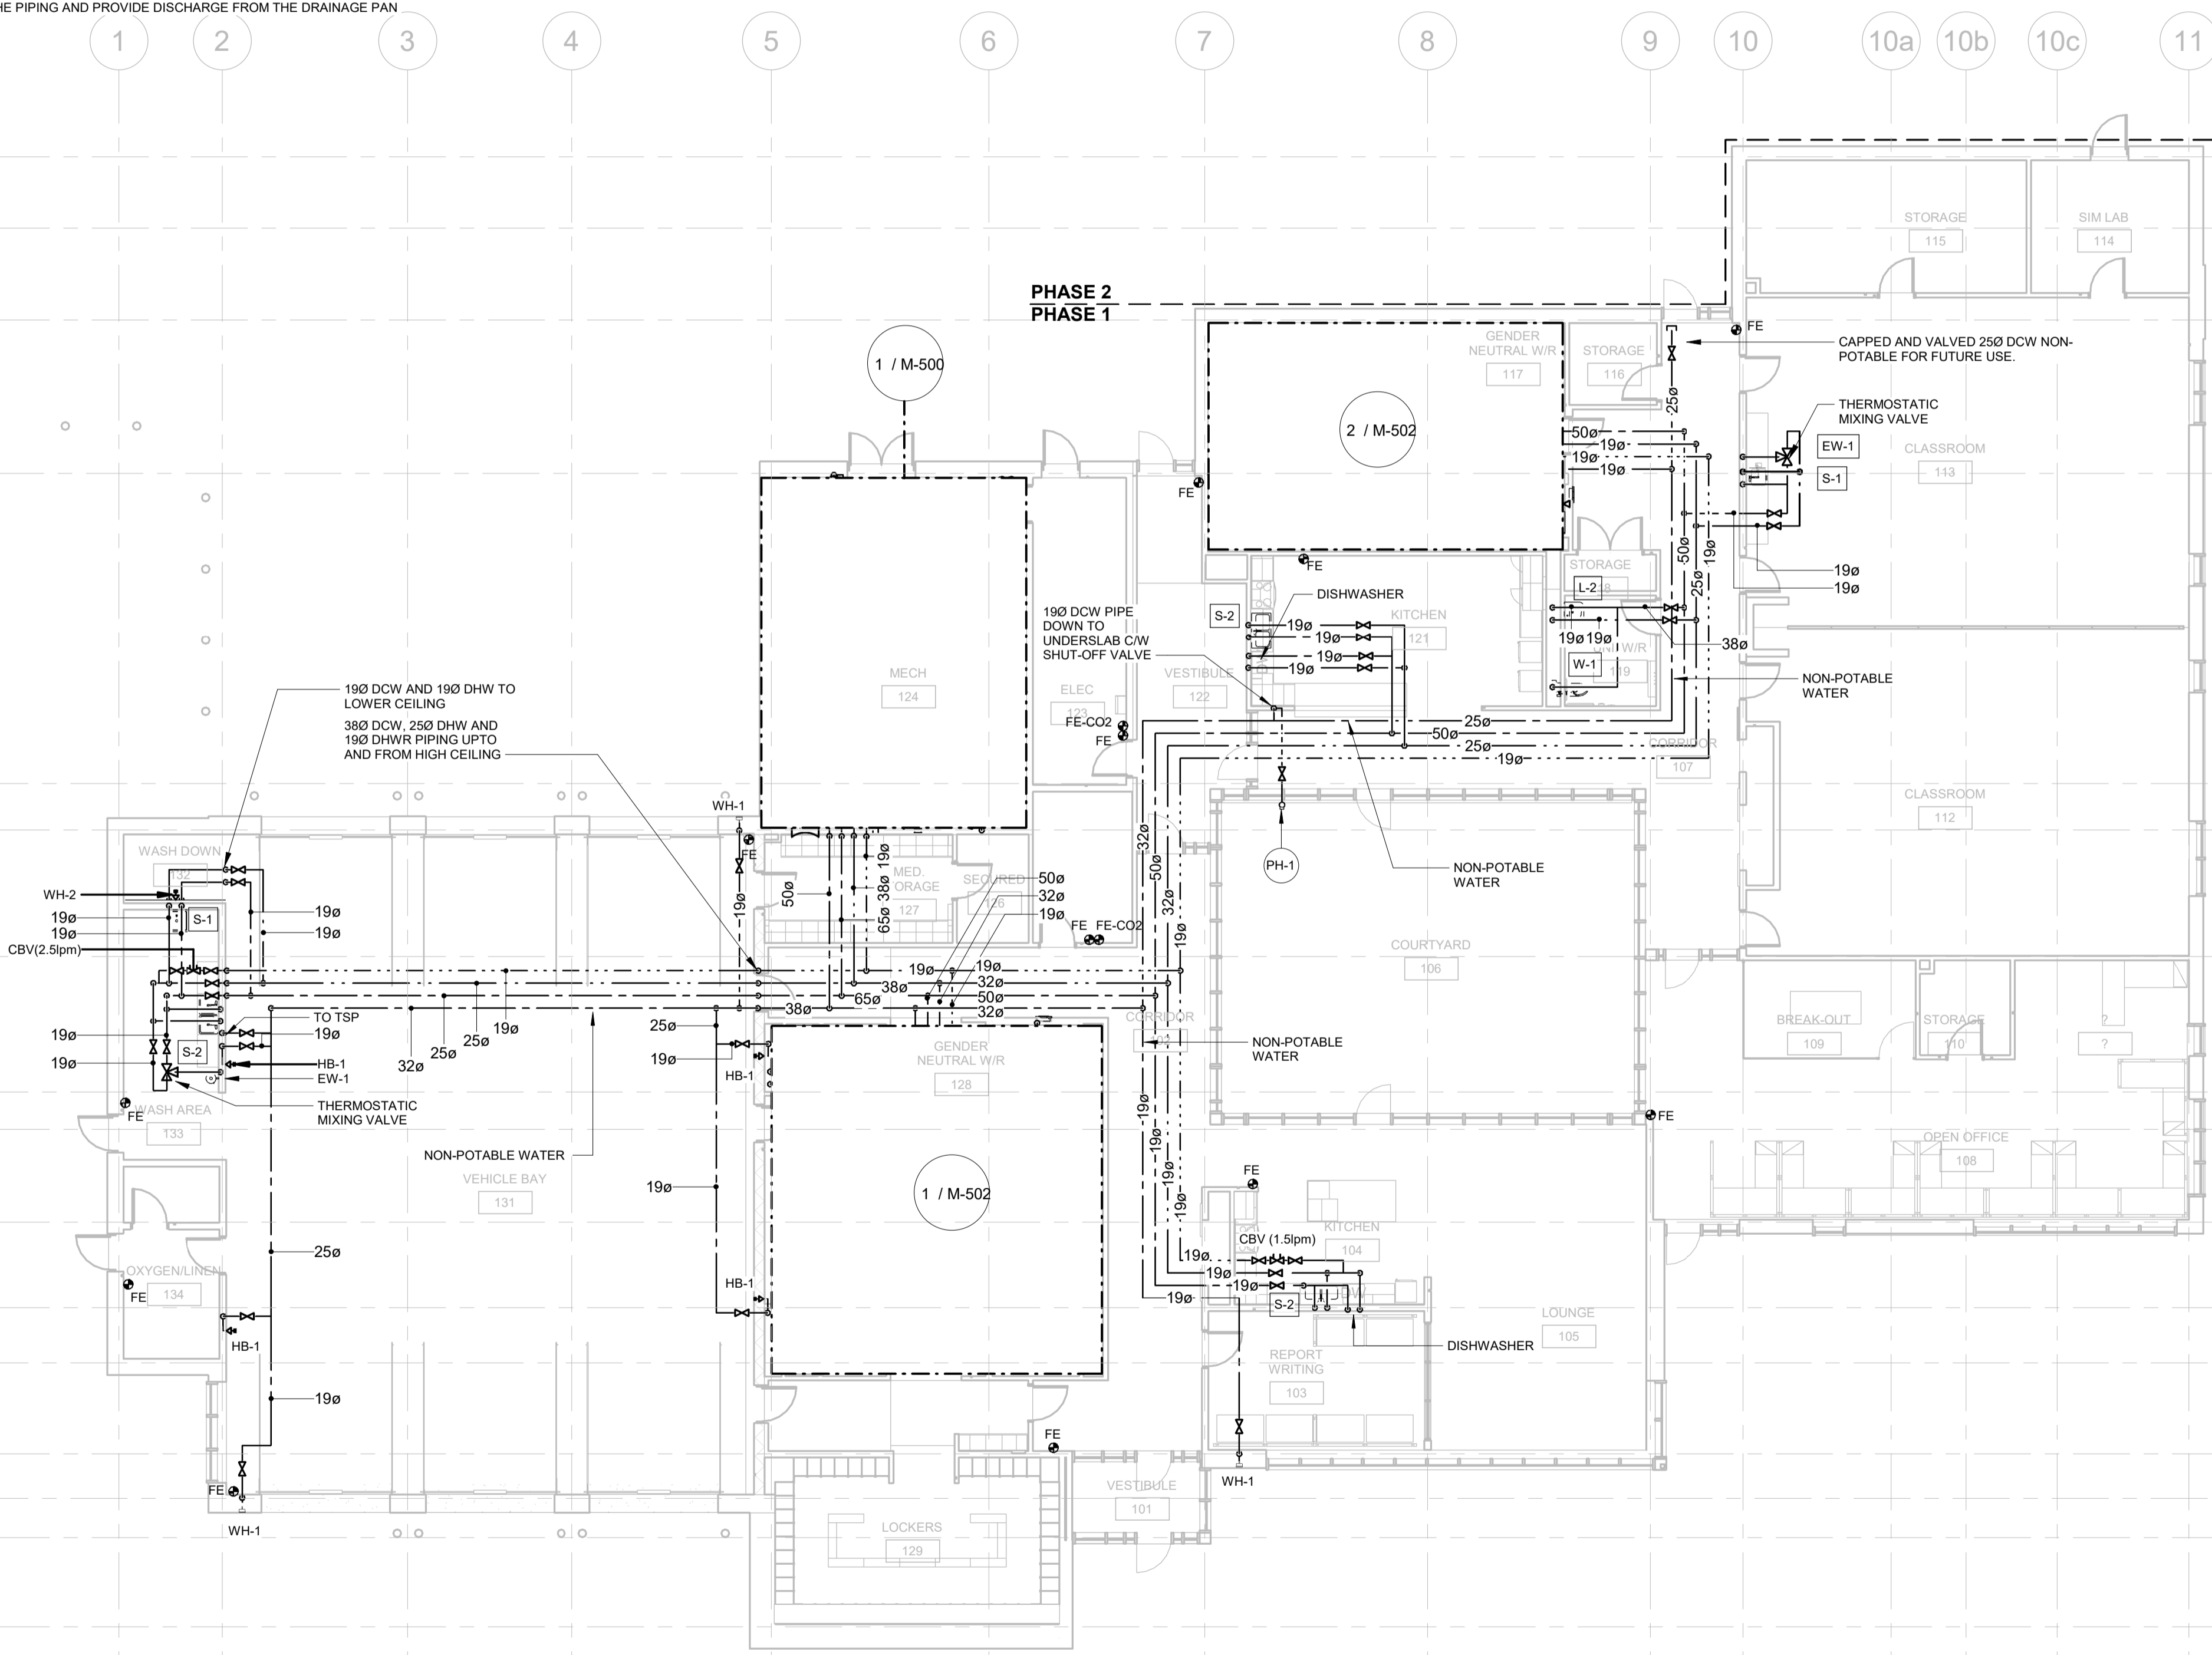 HE PIPING AND PROVIDE DISCHARGE FROM THE DRAINAGE PAN
1
2
3
4
5
6
7
8
9
10
10a
10b
10c
11
STORAGE
115
SIM LAB
114
PHASE 2
PHASE 1
1 / M-500
GENDER
NEUTRAL W/R
117
STORAGE
116
FE
CAPPED AND VALVED 25Ø DCW NON-
POTABLE FOR FUTURE USE.
25ø
THERMOSTATIC
MIXING VALVE
2 / M-502
50ø
19ø
19ø
19ø
EW-1
S-1
CLASSROOM
113
FE
50ø
25ø
19ø
FE
STORAGE
19ø
19ø
L-2
DISHWASHER
19Ø DCW PIPE
DOWN TO
UNDERSLAB C/W
SHUT-OFF VALVE
S-2
19ø
19ø
19ø
19ø
KITCHEN
121
19ø
19ø
38ø
W-1
119
NON-POTABLE
WATER
MECH
124
ELEC
123
VESTIBULE
122
FE-CO2
FE
19Ø DCW AND 19Ø DHW TO
LOWER CEILING
38Ø DCW, 25Ø DHW AND
19Ø DHWR PIPING UPTO
AND FROM HIGH CEILING
25ø
50ø
25ø
19ø
CORRIDOR
107
CLASSROOM
112
WH-1
FE
WASH DOWN
132
32ø
50ø
32ø
19ø
PH-1
NON-POTABLE
WATER
WH-2
S-1
19ø
19ø
19ø
19ø
CBV(2.5lpm)
19ø
50ø
65ø
38ø
19ø
MED.
ORAGE
127
SECURED
126
50ø
32ø
19ø
FE
FE-CO2
COURTYARD
106
19ø
19ø
38ø
32ø
65ø
50ø
38ø
32ø
TO TSP
19ø
19ø
19ø
S-2
HB-1
EW-1
32ø
25ø
25ø
19ø
25ø
19ø
HB-1
GENDER
NEUTRAL W/R
128
CORRIDOR
NON-POTABLE
WATER
BREAK-OUT
109
STORAGE
110
?
?
THERMOSTATIC
MIXING VALVE
FE
WASH AREA
133
NON-POTABLE WATER
VEHICLE BAY
131
19ø
19ø
19ø
19ø
19ø
FE
OPEN OFFICE
108
1 / M-502
FE
KITCHEN
104
CBV (1.5lpm)
25ø
OXYGEN/LINEN
134
FE
HB-1
19ø
19ø
19ø
19ø
S-2
DW
LOUNGE
105
DISHWASHER
HB-1
REPORT
WRITING
103
19ø
FE
FE
WH-1
WH-1
VESTIBULE
101
LOCKERS
129